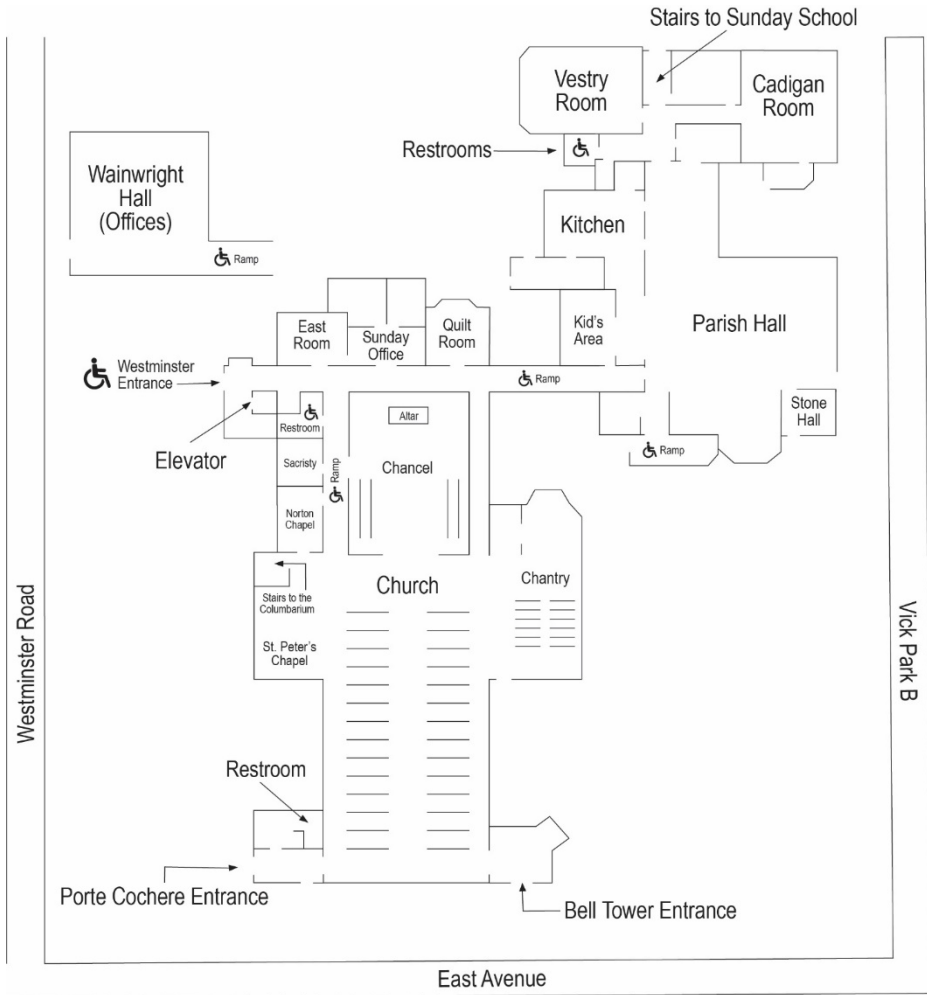 Stairs to Sunday School
Vestry
Room
Cadigan
Room
Restrooms
Wainwright
Hall
(Offices)
Ramp
Kitchen
East
Room
Sunday
Office
Quilt
Room
Kid's
Area
Parish Hall
Westminster
Entrance
Ramp
Stone
Hall
Altar
Restroom
Elevator
Sacristy
Ramp
Chancel
Ramp
Norton
Chapel
Church
Chantry
Stairs to the
Columbarium
St. Peter's
Chapel
Westminster Road
Vick Park B
Restroom
Porte Cochere Entrance
Bell Tower Entrance
East Avenue